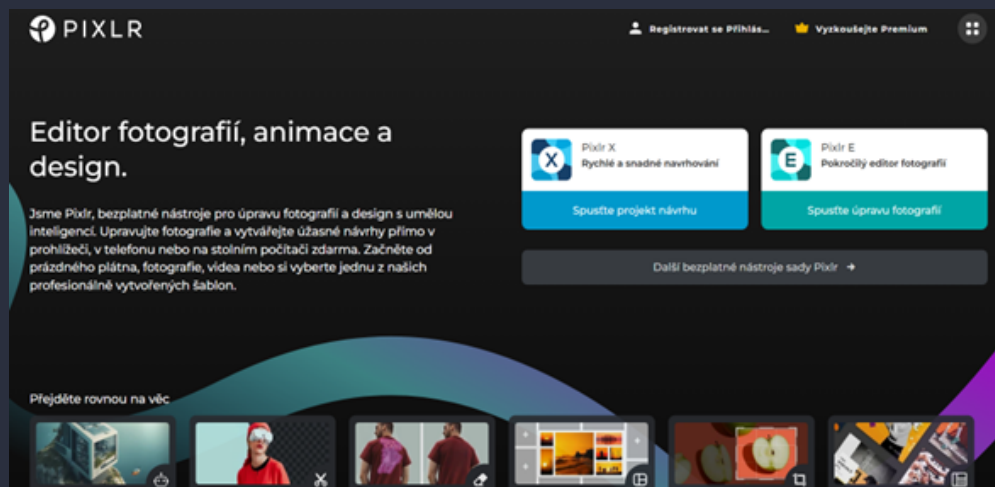 PIXLR
Registrovat se Přihlás...
Vyzkoušejte Premium
Editor fotografií, animace a
design.
Jsme Pixlr, bezplatné nástroje pro úpravu fotografií a design s umělou
inteligencí. Upravujte fotografie a vytvářejte úžasné návrhy přímo v
prohlížeči, v telefonu nebo na stolním počítači zdarma. Začněte od
prázdného plátna, fotografie, videa nebo si vyberte jednu z našich
profesionálně vytvořených šablon.
X
Pixlr X
Rychlé a snadné navrhování
Spusťte projekt návrhu
E
Pixlr E
Pokročilý editor fotografií
Spusťte úpravu fotografií
Další bezplatné nástroje sady Pixlr →
Přejděte rovnou na věc